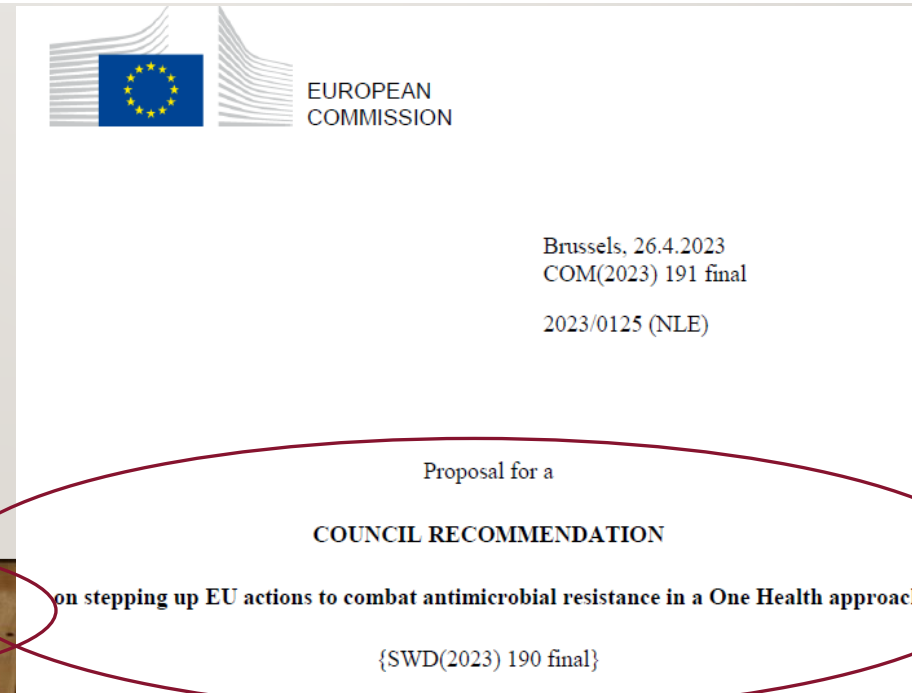 EUROPEAN
COMMISSION
Brussels, 26.4.2023
COM(2023) 191 final
2023/0125 (NLE)
Proposal for a
COUNCIL RECOMMENDATION
on stepping up EU actions to combat antimicrobial resistance in a One Health approach
{SWD(2023) 190 final}